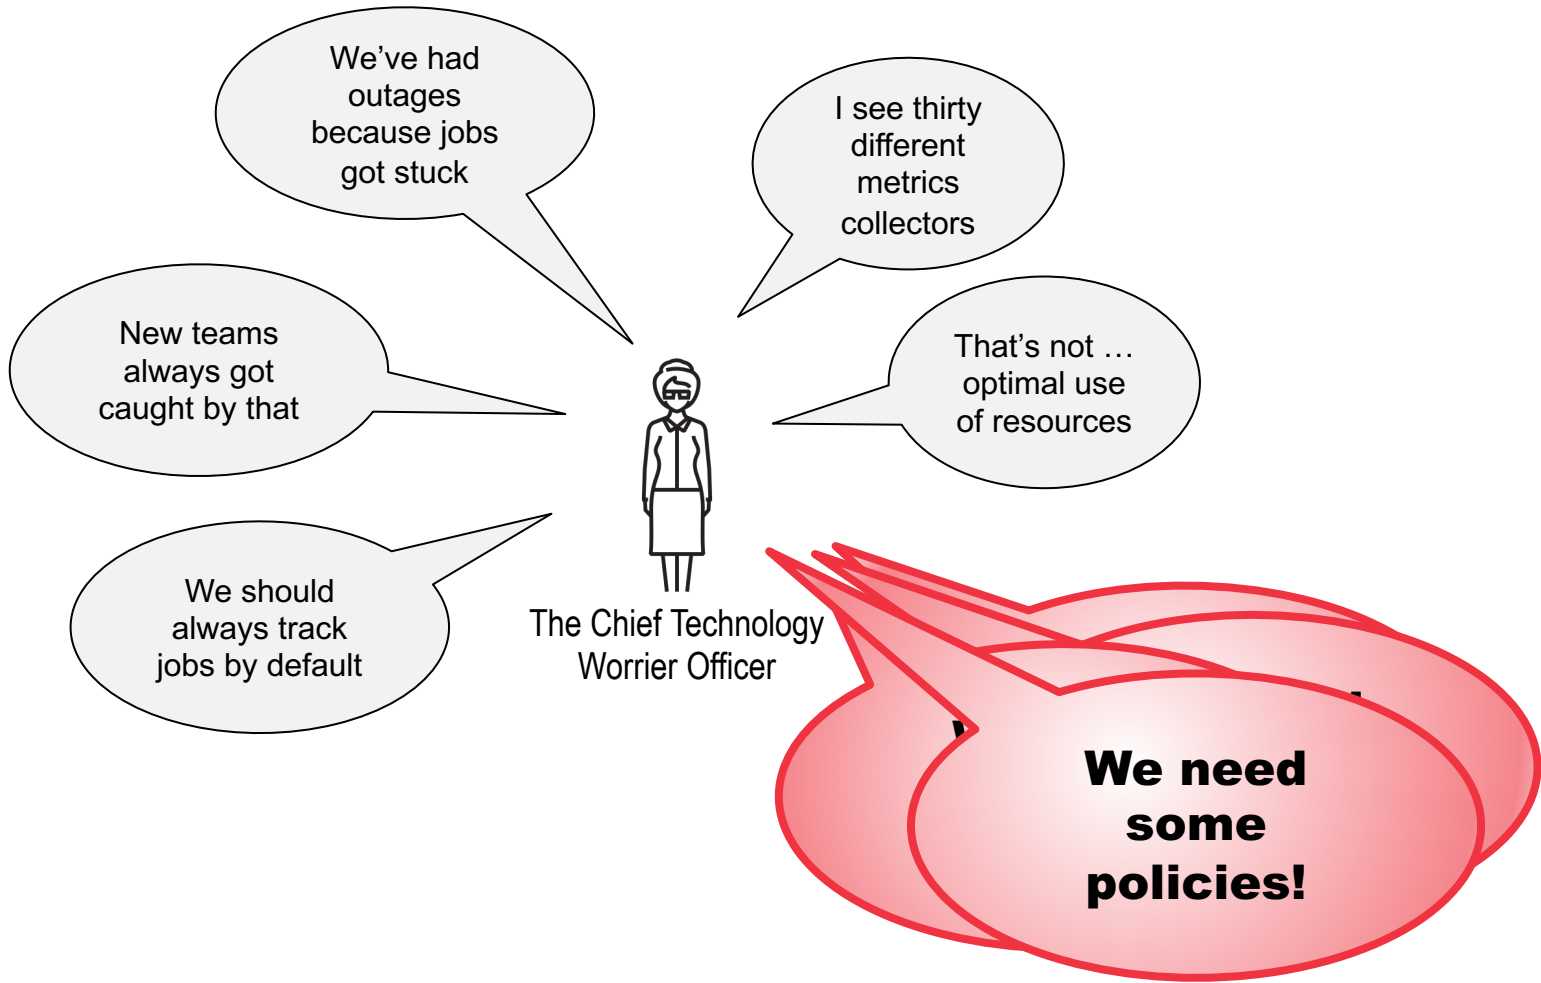 We’ve had
outages
because jobs
got stuck
I see thirty
different
metrics
collectors
New teams
always got
caught by that
That’s not …
optimal use
of resources
We should
always track
jobs by default
The Chief Technology
Worrier Officer
We need
some
policies!